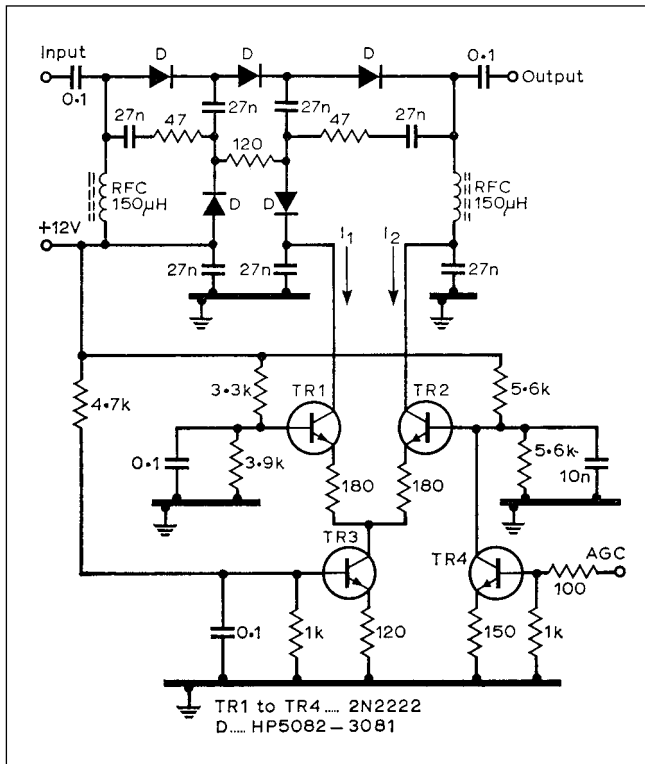 Input
D
D
D
0.1
Output
0.1
27n
27n
27n
47
27n
47
120
RFC
150µH
D
D
RFC
150µH
+12V
I1
I2
27n
27n
27n
4.7k
3.3k
TR1
TR2
5.6k
0.1
3.9k
180
180
5.6k
10n
TR3
TR4
AGC
100
0.1
1k
120
150
1k
TR1 to TR4.... 2N2222
D..... HP5082-3081